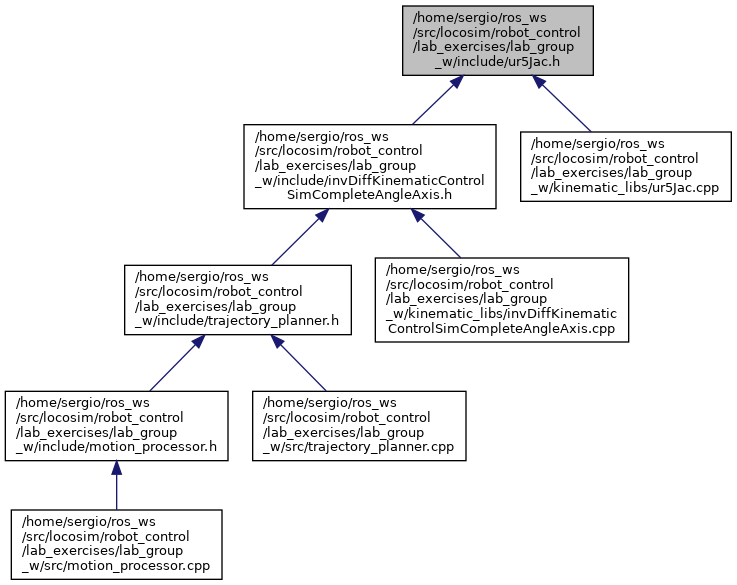 /home/sergio/ros_ws
/src/locosim/robot_control
/lab_exercises/lab_group
_w/include/ur5Jac.h
/home/sergio/ros_ws
/src/locosim/robot_control
/lab_exercises/lab_group
_w/include/invDiffKinematicControl
SimCompleteAngleAxis.h
/home/sergio/ros_ws
/src/locosim/robot_control
/lab_exercises/lab_group
_w/kinematic_libs/ur5Jac.cpp
/home/sergio/ros_ws
/src/locosim/robot_control
/lab_exercises/lab_group
_w/include/trajectory_planner.h
/home/sergio/ros_ws
/src/locosim/robot_control
/lab_exercises/lab_group
_w/kinematic_libs/invDiffKinematic
ControlSimCompleteAngleAxis.cpp
/home/sergio/ros_ws
/src/locosim/robot_control
/lab_exercises/lab_group
_w/include/motion_processor.h
/home/sergio/ros_ws
/src/locosim/robot_control
/lab_exercises/lab_group
_w/src/trajectory_planner.cpp
/home/sergio/ros_ws
/src/locosim/robot_control
/lab_exercises/lab_group
_w/src/motion_processor.cpp